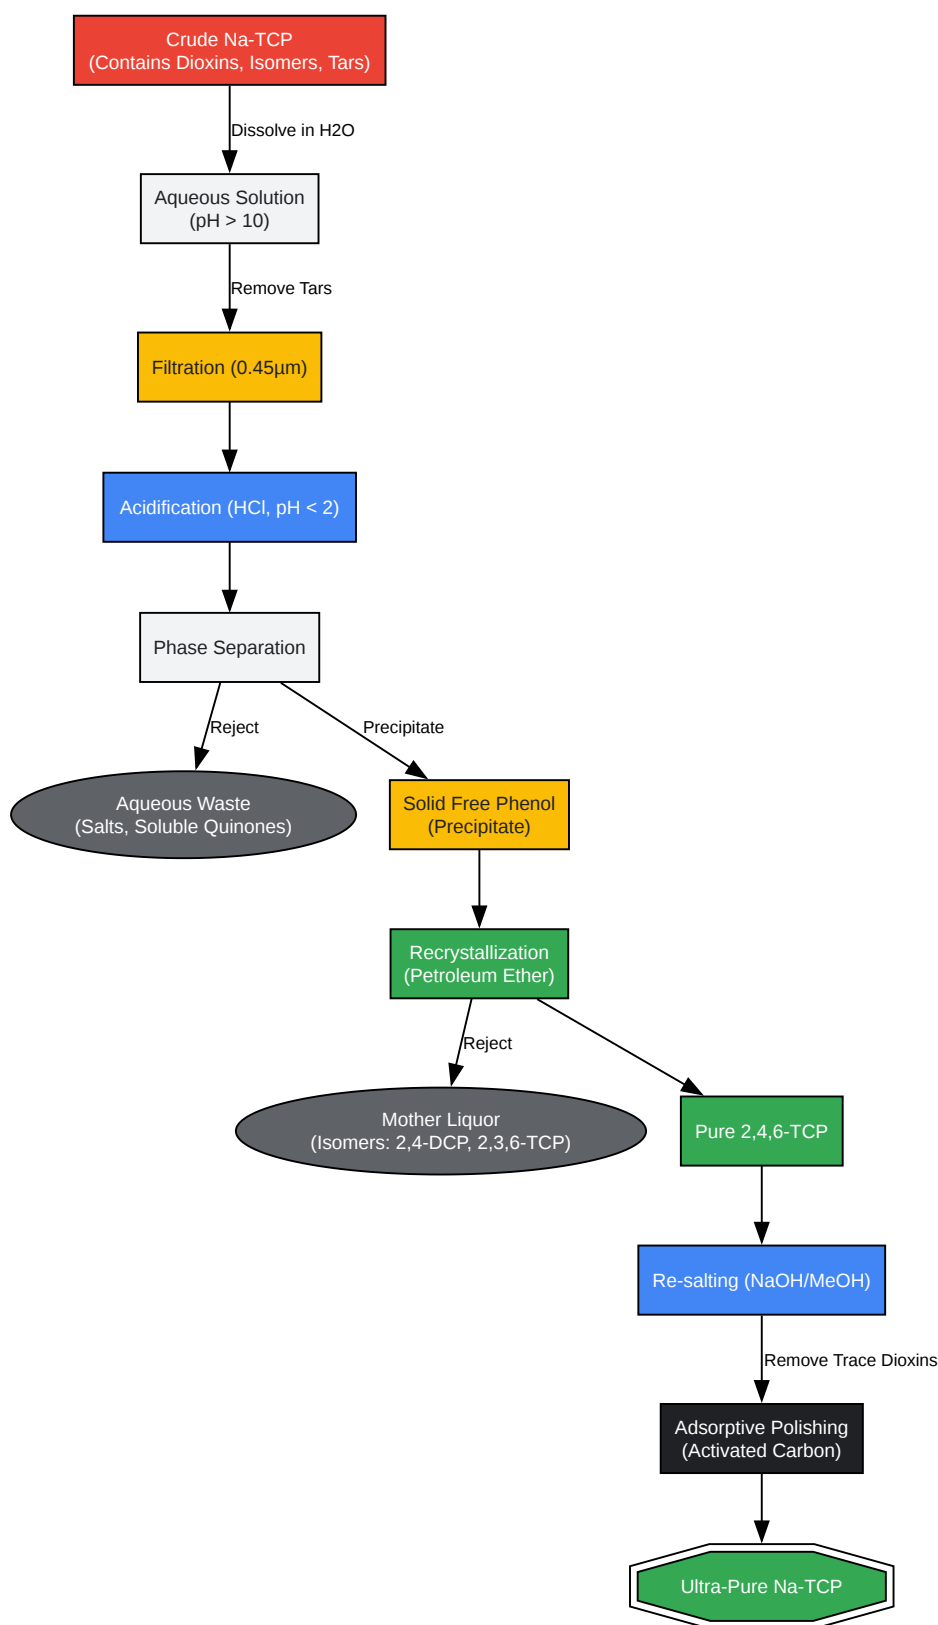 Crude Na-TCP
(Contains Dioxins, Isomers, Tars)
Dissolve in H2O
Aqueous Solution
(pH > 10)
Remove Tars
Filtration (0.45µm)
Acidification (HCl, pH < 2)
Phase Separation
Reject
Precipitate
Aqueous Waste
(Salts, Soluble Quinones)
Solid Free Phenol
(Precipitate)
Recrystallization
(Petroleum Ether)
Reject
Mother Liquor
(Isomers: 2,4-DCP, 2,3,6-TCP)
Pure 2,4,6-TCP
Re-salting (NaOH/MeOH)
Remove Trace Dioxins
Adsorptive Polishing
(Activated Carbon)
Ultra-Pure Na-TCP